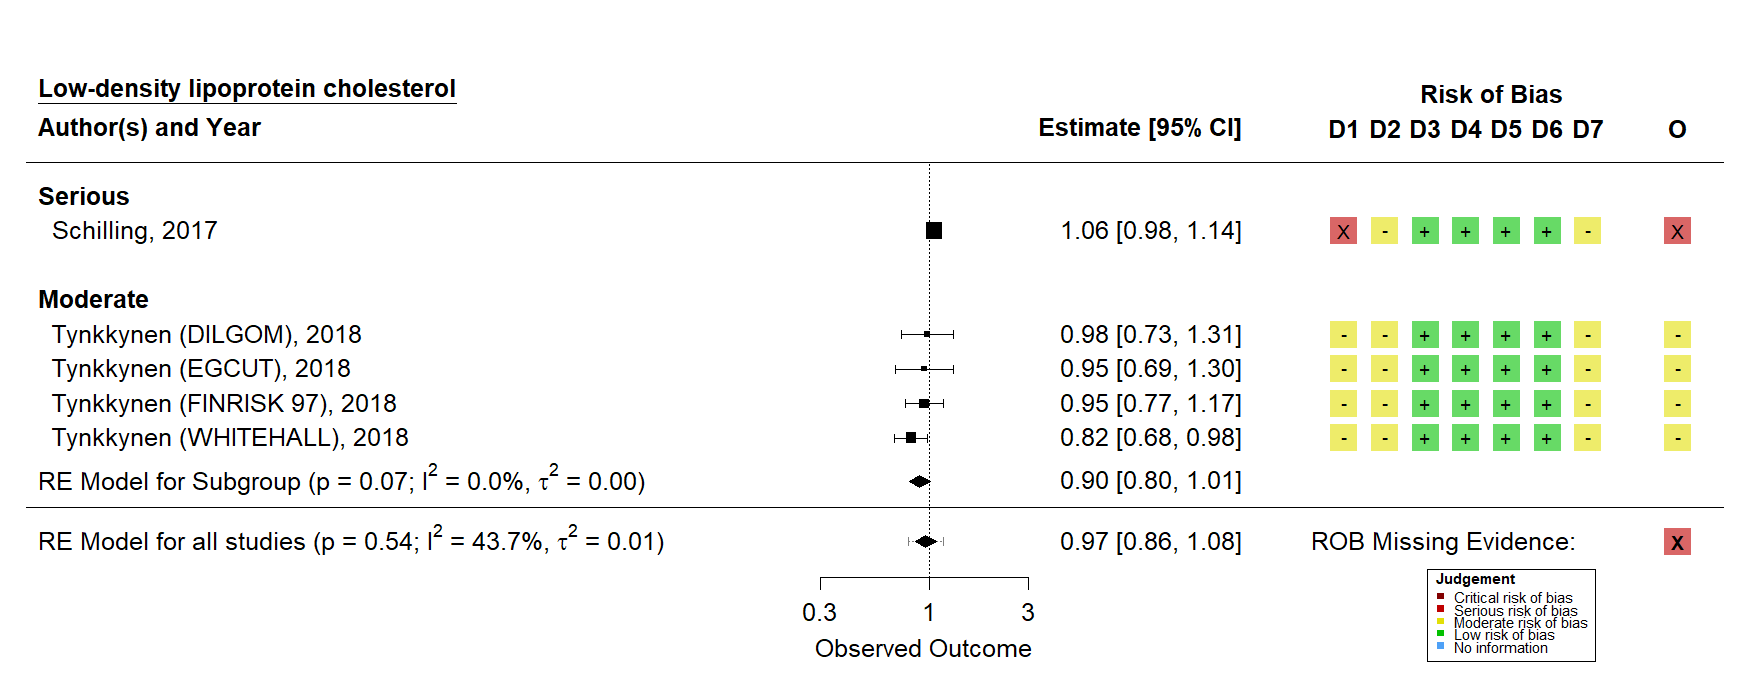 Low-density lipoprotein cholesterol
Risk of Bias
Author(s) and Year Estimate [95% CI] D1 D2 D3 D4 D5 D6 D7 O
Serious
Schilling, 2017 1.06 [0.98, 1.14] X - + + + + - X
Moderate
Tynkkynen (DILGOM), 2018 0.98 [0.73, 1.31] - - + + + + - -
Tynkkynen (EGCUT), 2018 0.95 [0.69, 1.30] - - + + + + - -
Tynkkynen (FINRISK 97), 2018 0.95 [0.77, 1.17] - - + + + + - -
Tynkkynen (WHITEHALL), 2018 0.82 [0.68, 0.98] - - + + + + - -
RE Model for Subgroup (p = 0.07; I² = 0.0%, τ² = 0.00) 0.90 [0.80, 1.01]
RE Model for all studies (p = 0.54; I² = 43.7%, τ² = 0.01) 0.97 [0.86, 1.08] ROB Missing Evidence: X
0.3 1 3
Observed Outcome
Judgement
Critical risk of bias
Serious risk of bias
Moderate risk of bias
Low risk of bias
No information